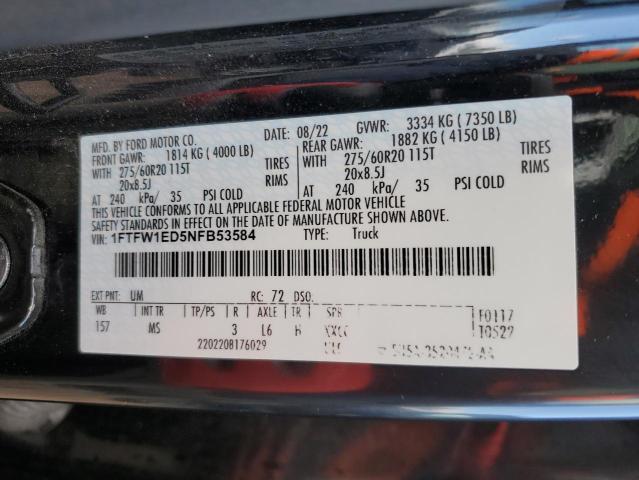 MFD. BY FORD MOTOR CO. DATE: 08/22 GVWR: 3334 KG ( 7350 LB)
FRONT GAWR: 1814 KG ( 4000 LB) REAR GAWR: 1882 KG ( 4150 LB)
WITH 275/60R20 115T TIRES WITH 275/60R20 115T TIRES
20x8.5J RIMS 20x8.5J RIMS
AT 240 kPa/ 35 PSI COLD AT 240 kPa/ 35 PSI COLD
THIS VEHICLE CONFORMS TO ALL APPLICABLE FEDERAL MOTOR VEHICLE
SAFETY STANDARDS IN EFFECT ON THE DATE OF MANUFACTURE SHOWN ABOVE.
VIN: 1FTFW1ED5NFB53584 TYPE: Truck
EXT PNT: UM RC: 72 DSO:
WB INT TR TP/PS R AXLE TR SPR
157 MS 3 L6
2202208176029